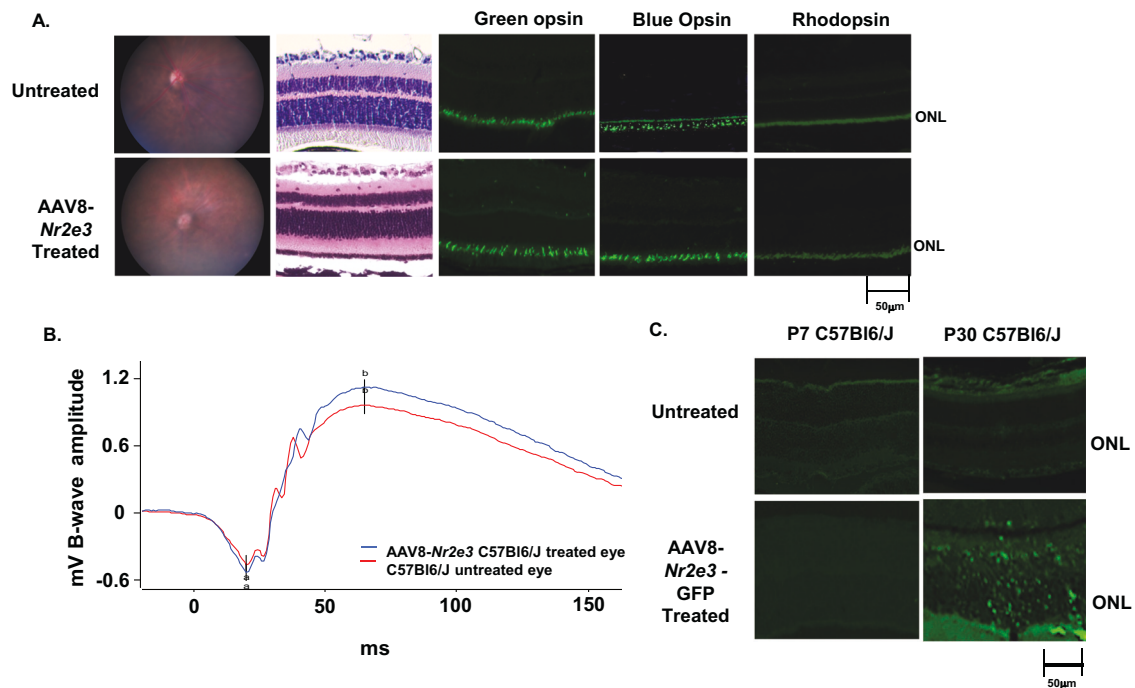 A.
Green opsin
Blue Opsin
Rhodopsin
Untreated
ONL
AAV8-
Nr2e3
Treated
ONL
50μm
B.
mV B-wave amplitude
1.2
0.6
0
-0.6
b
b
a
a
AAV8-Nr2e3 C57Bl6/J treated eye
C57Bl6/J untreated eye
0
50
100
150
ms
C.
P7 C57Bl6/J
P30 C57Bl6/J
Untreated
ONL
AAV8-
Nr2e3 -
GFP
Treated
ONL
50μm